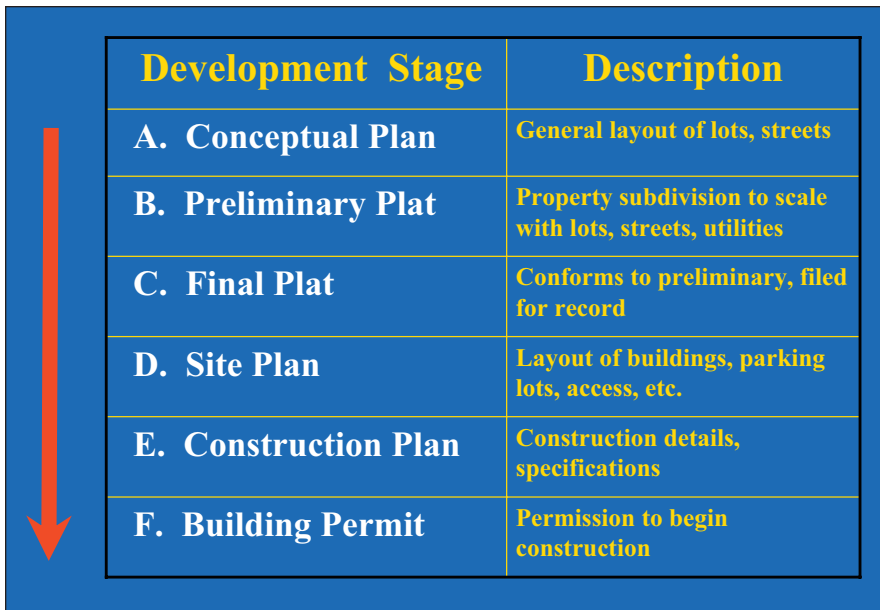 Development Stage
Description
A. Conceptual Plan
General layout of lots, streets
B. Preliminary Plat
Property subdivision to scale
with lots, streets, utilities
C. Final Plat
Conforms to preliminary, filed
for record
D. Site Plan
Layout of buildings, parking
lots, access, etc.
E. Construction Plan
Construction details,
specifications
F. Building Permit
Permission to begin
construction